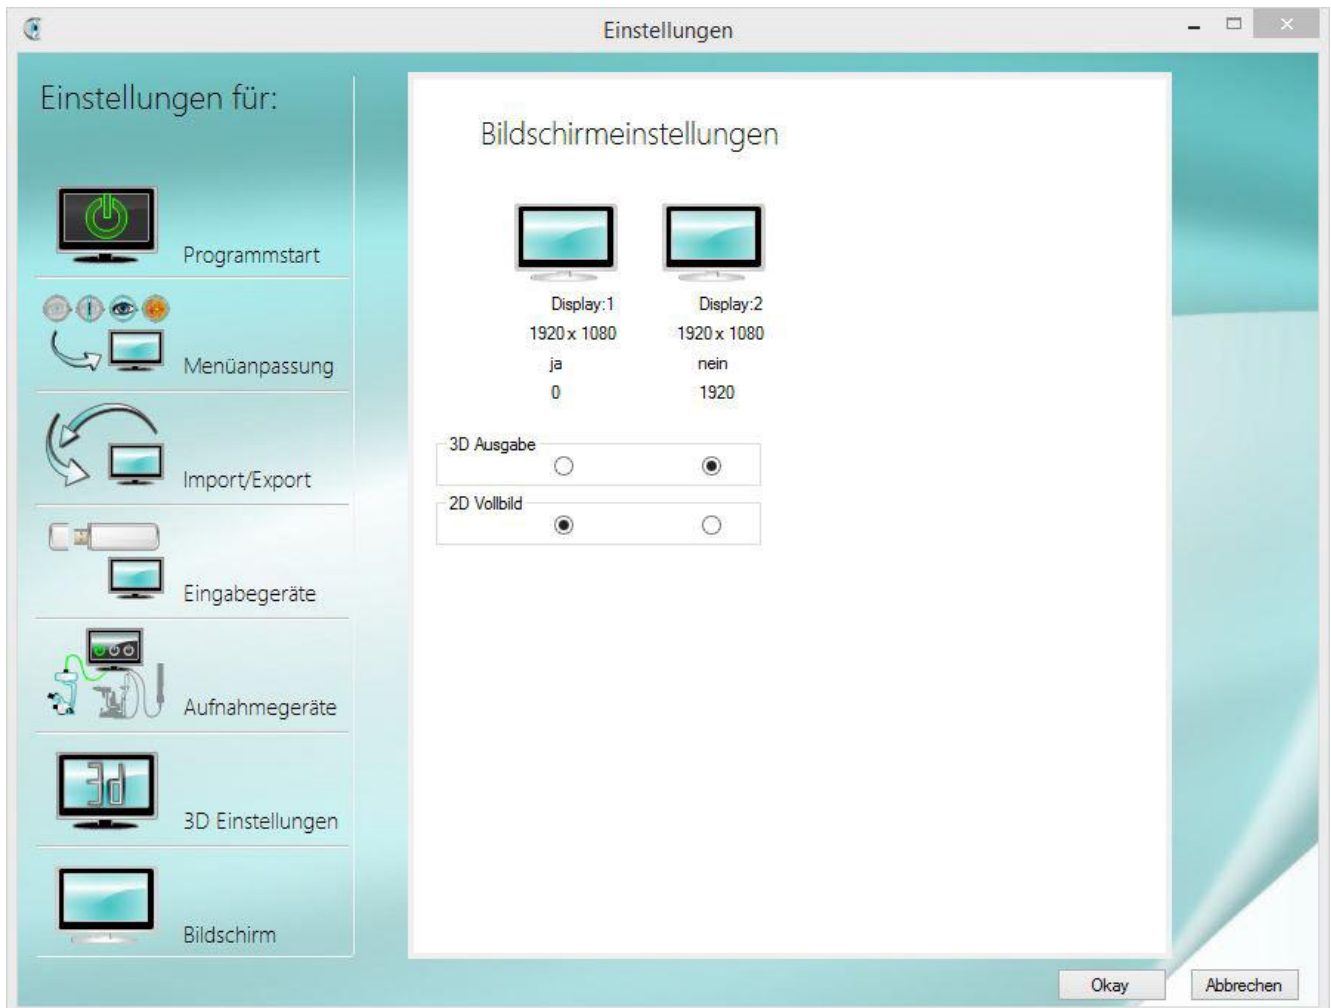 Einstellungen
Einstellungen für:
Programmstart
Menüanpassung
Import/Export
Eingabegeräte
Aufnahmegeräte
3d
3D Einstellungen
Bildschirm
Bildschirmeinstellungen
Display:1 Display:2
1920 x 1080 1920 x 1080
ja nein
0 1920
3D Ausgabe
2D Vollbild
Okay Abbrechen